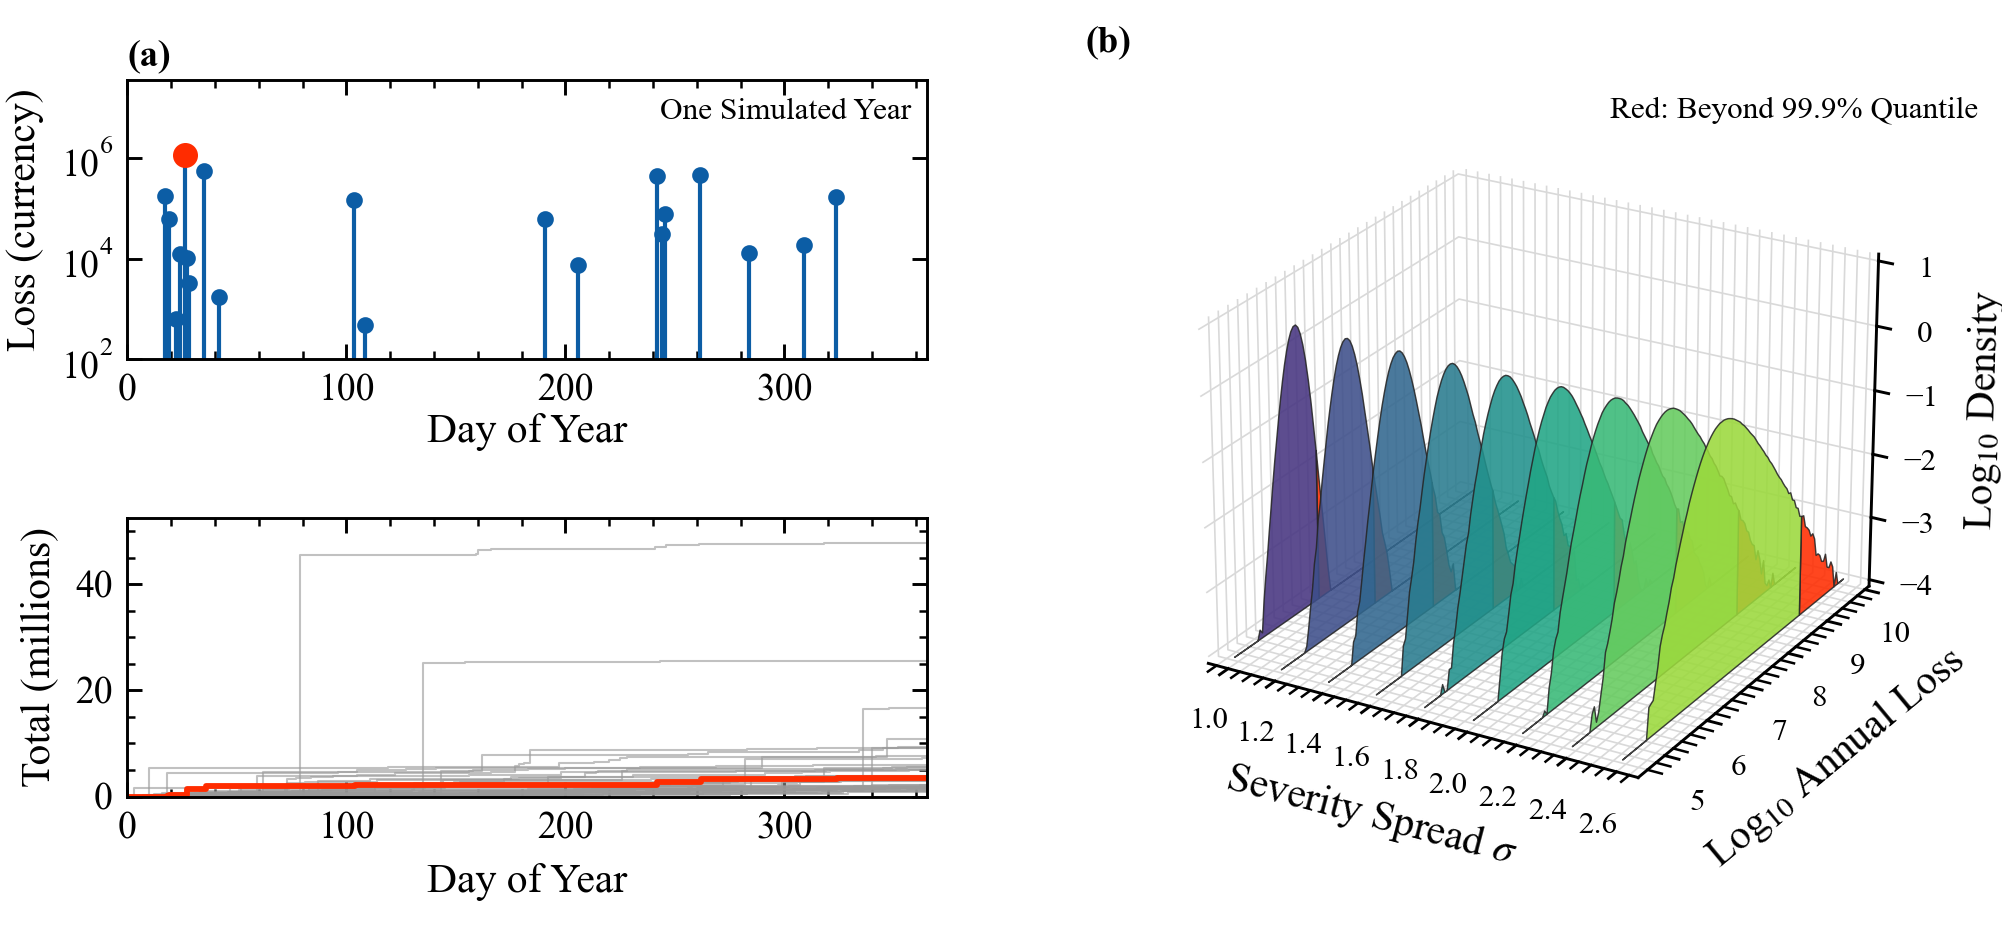 (a)
One Simulated Year
Loss (currency)
10^6
10^4
10^2
0 100 200 300
Day of Year
Total (millions)
40
20
0
0 100 200 300
Day of Year
(b)
Red: Beyond 99.9% Quantile
1
0
−1
−2
−3
−4
Log₁₀ Density
10
9
8
7
6
5
Log₁₀ Annual Loss
1.0 1.2 1.4 1.6 1.8 2.0 2.2 2.4 2.6
Severity Spread σ